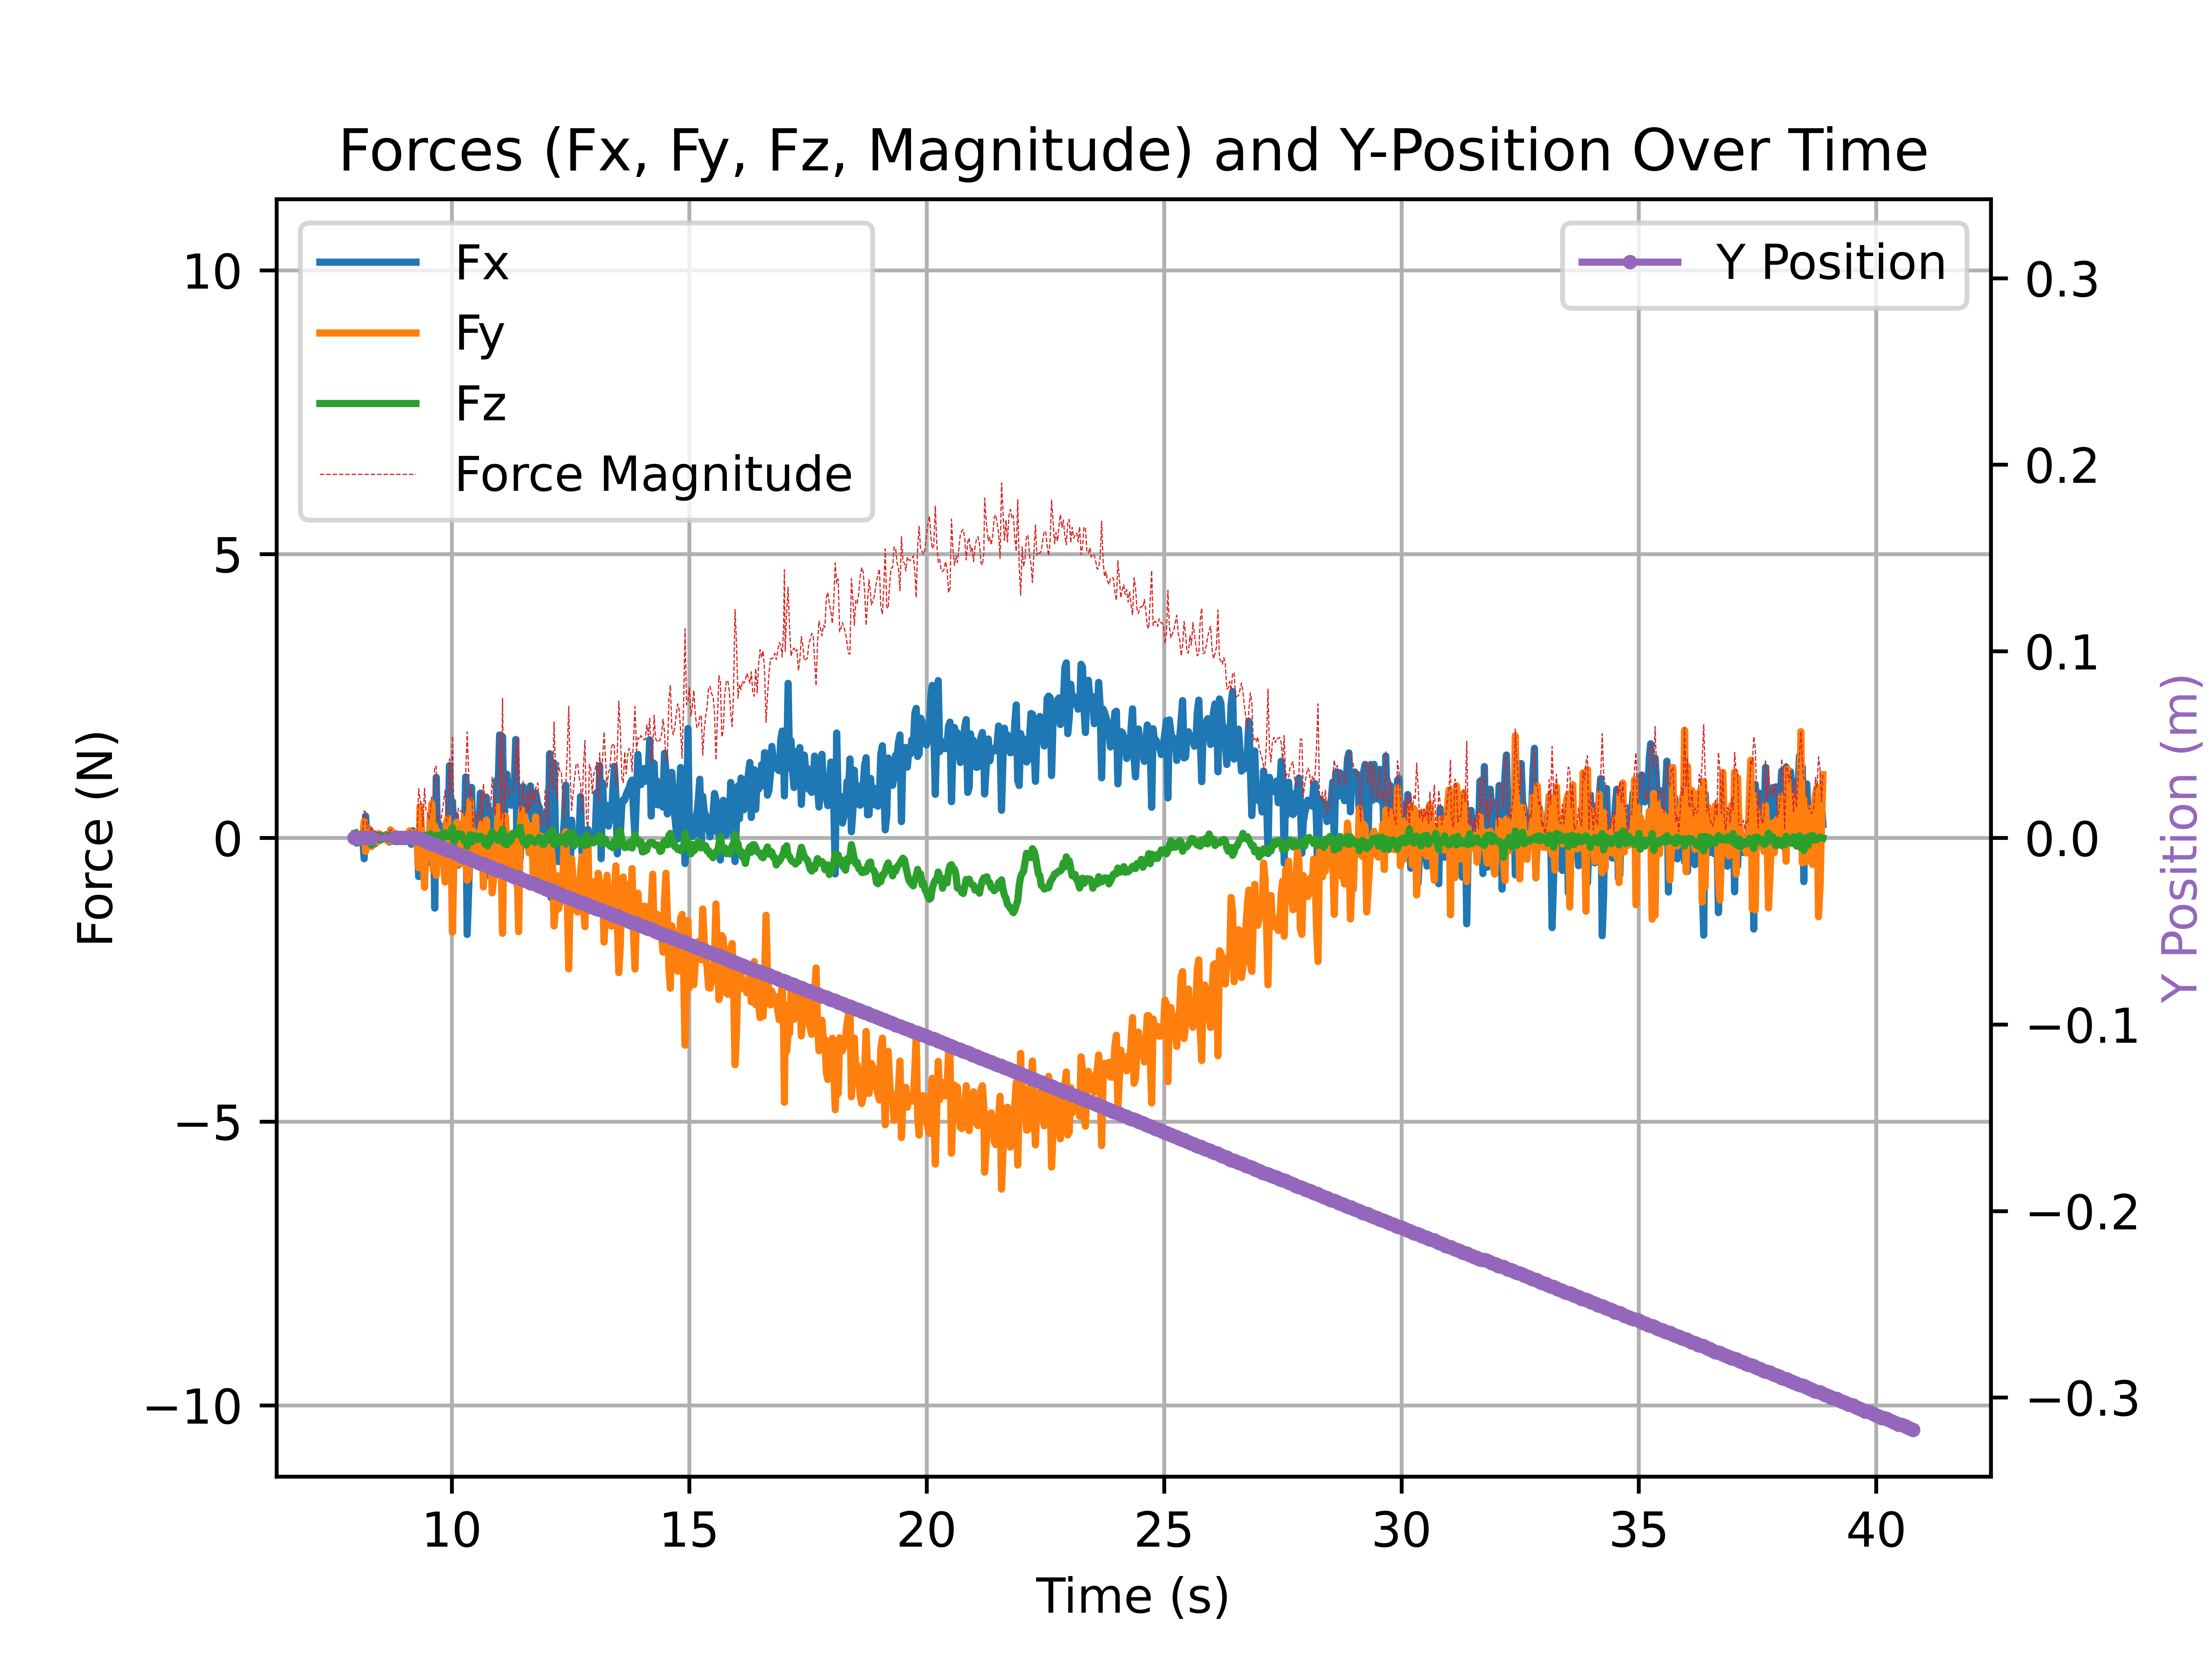 Forces (Fx, Fy, Fz, Magnitude) and Y-Position Over Time
Fx
Fy
Fz
Force Magnitude
Y Position
10
5
0
−5
−10
Force (N)
0.3
0.2
0.1
0.0
−0.1
−0.2
−0.3
Y Position (m)
10
15
20
25
30
35
40
Time (s)